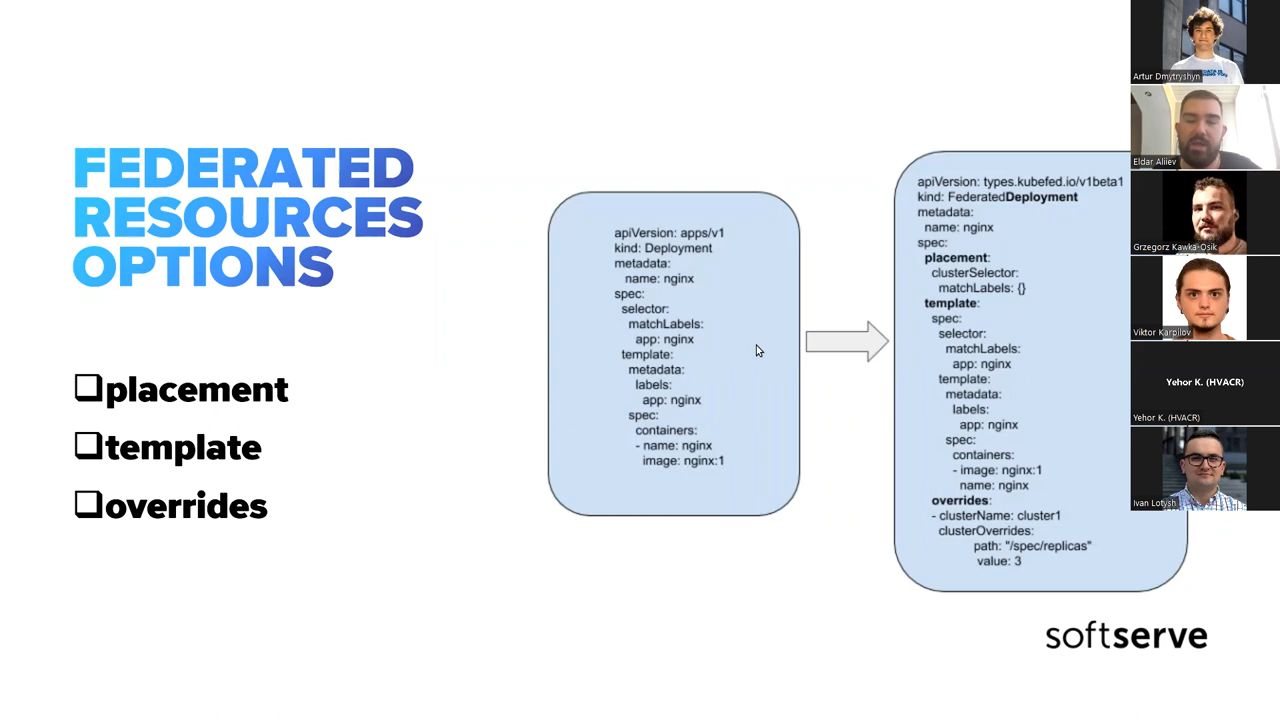 FEDERATED
RESOURCES
OPTIONS
❑placement
❑template
❑overrides
apiVersion: apps/v1
kind: Deployment
metadata:
name: nginx
spec:
selector:
matchLabels:
app: nginx
template:
metadata:
labels:
app: nginx
spec:
containers:
- name: nginx
image: nginx:1
apiVersion: types.kubefed.io/v1beta1
kind: FederatedDeployment
metadata:
name: nginx
spec:
placement:
clusterSelector:
matchLabels: {}
template:
spec:
selector:
matchLabels:
app: nginx
template:
metadata:
labels:
app: nginx
spec:
containers:
- image: nginx:1
name: nginx
overrides:
- clusterName: cluster1
clusterOverrides:
path: "/spec/replicas"
value: 3
softserve
Artur Dmytryshyn
Eldar Aliiev
Grzegorz Kawka-Osik
Viktor Karpilov
Yehor K. (HVACR)
Yehor K. (HVACR)
Ivan Lotysh